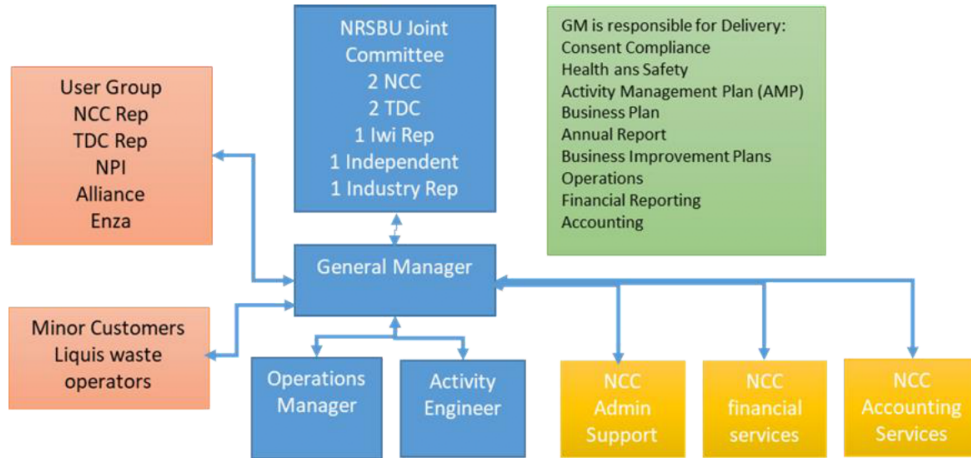 NRSBU Joint
Committee
2 NCC
2 TDC
1 Iwi Rep
1 Independent
1 Industry Rep
GM is responsible for Delivery:
Consent Compliance
Health ans Safety
Activity Management Plan (AMP)
Business Plan
Annual Report
Business Improvement Plans
Operations
Financial Reporting
Accounting
User Group
NCC Rep
TDC Rep
NPI
Alliance
Enza
General Manager
Minor Customers
Liquis waste
operators
Operations
Manager
Activity
Engineer
NCC
Admin
Support
NCC
financial
services
NCC
Accounting
Services